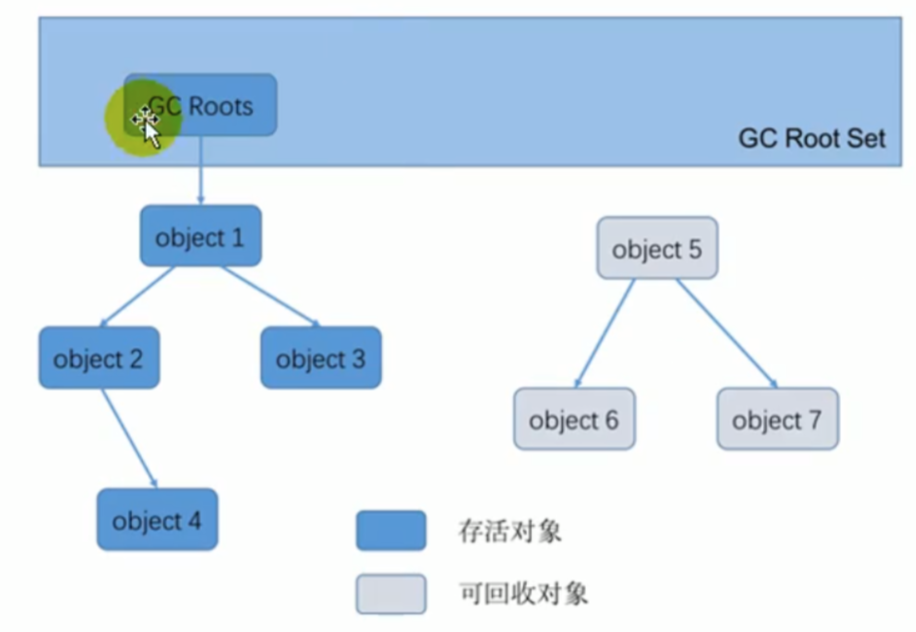 GC Roots
GC Root Set
object 1
object 5
object 2
object 3
object 6
object 7
object 4
存活对象
可回收对象